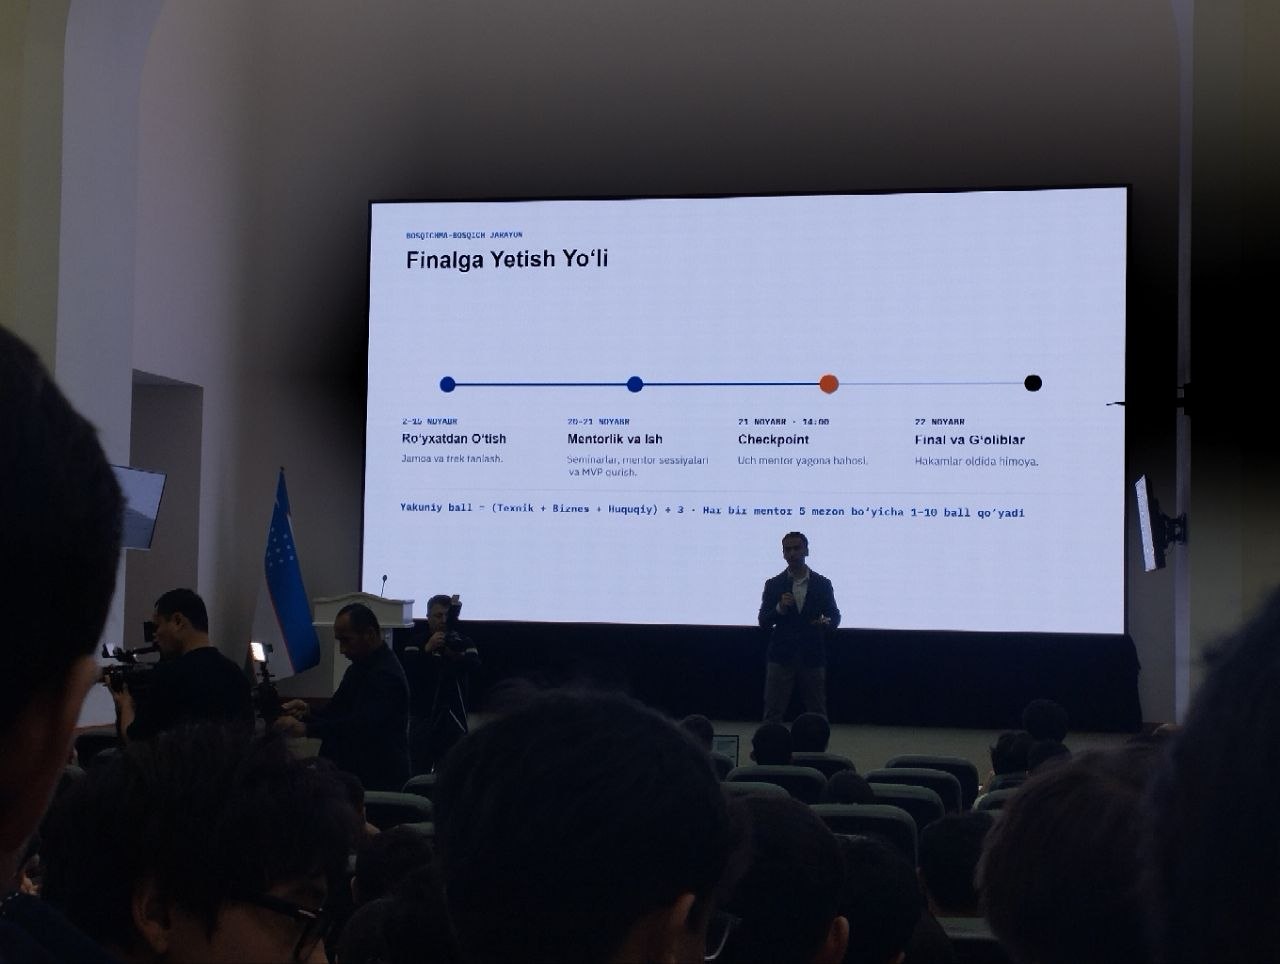 BOSQICHMA-BOSQICH JARAYON
Finalga Yetish Yo‘li
2-15 NOYABR
Ro‘yxatdan O‘tish
Jamoa va trek tanlash.
20-21 NOYABR
Mentorlik va Ish
Seminarlar, mentor sessiyalari
va MVP qurish.
21 NOYABR · 14:00
Checkpoint
Uch mentor yagona bahosi.
22 NOYABR
Final va G‘oliblar
Hakamlar oldida himoya.
Yakuniy ball = (Texnik + Biznes + Huquqiy) ÷ 3 · Har bir mentor 5 mezon bo‘yicha 1-10 ball qo‘yadi